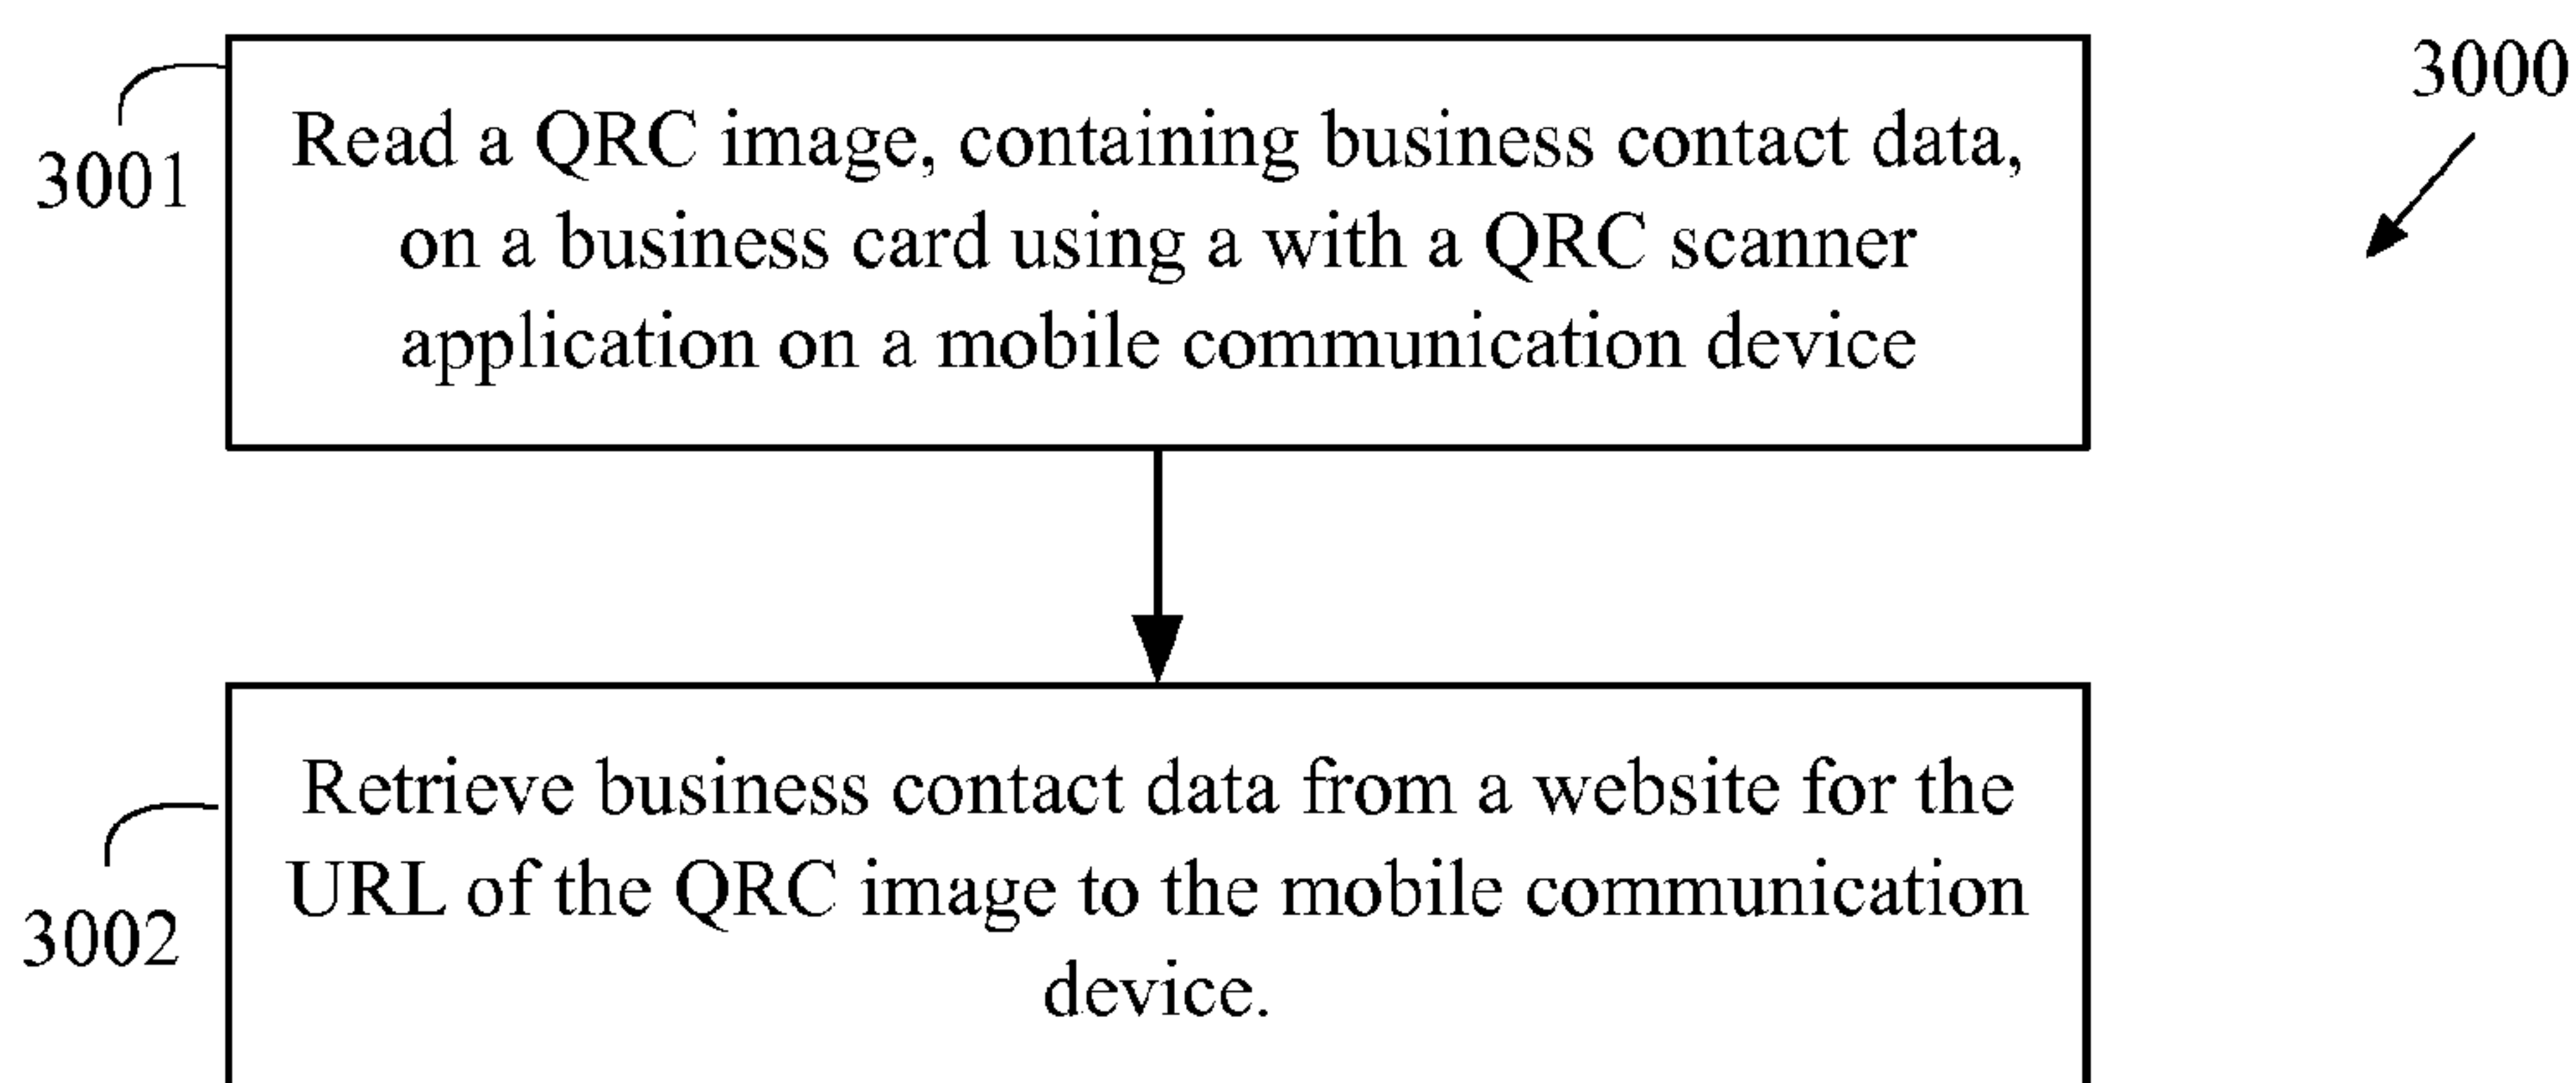 3000
3001
Read a QRC image, containing business contact data,
on a business card using a with a QRC scanner
application on a mobile communication device
3002
Retrieve business contact data from a website for the
URL of the QRC image to the mobile communication
device.